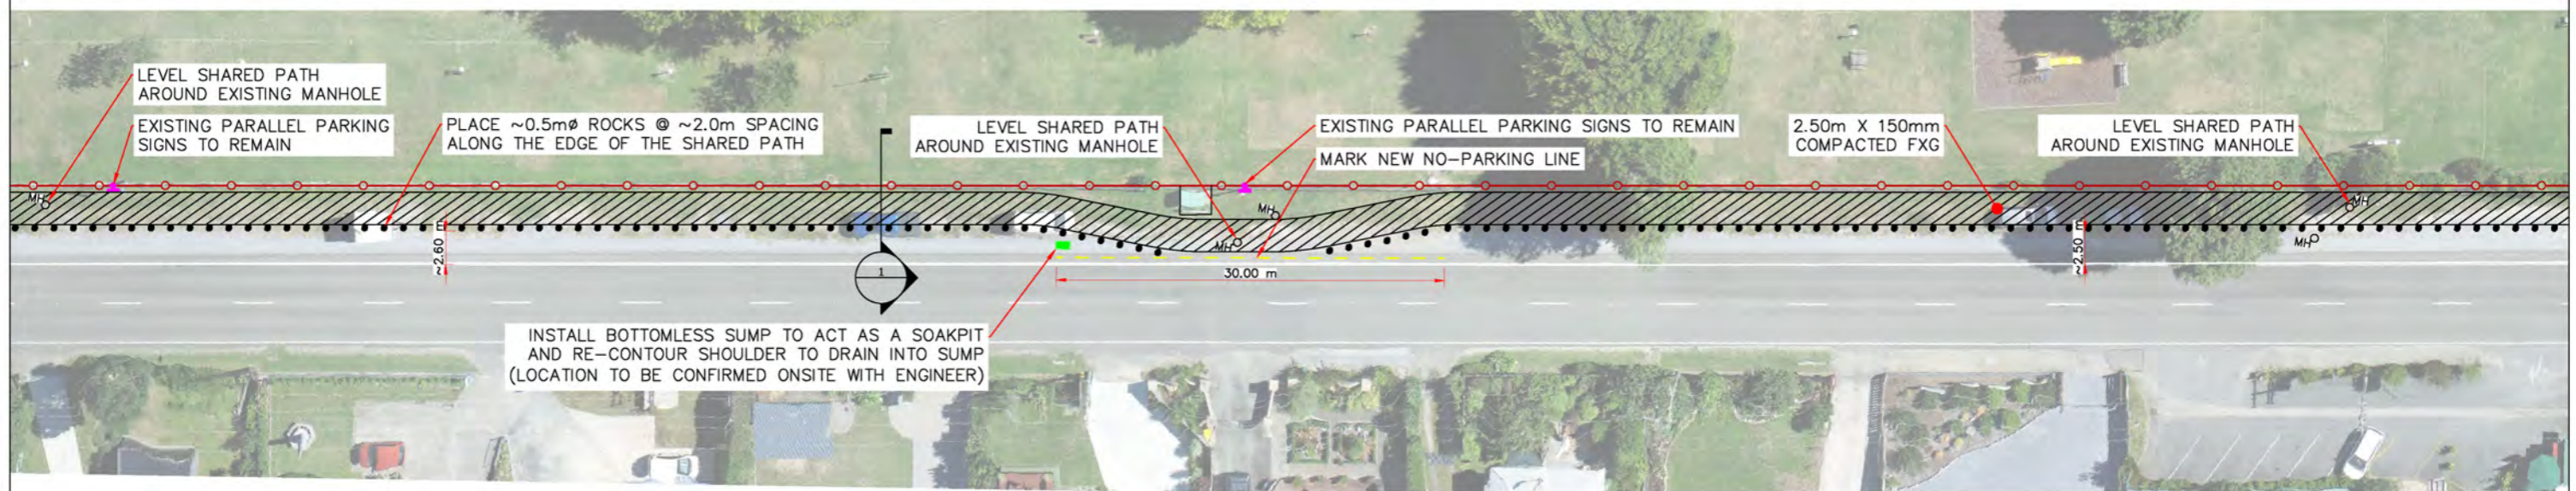 LEVEL SHARED PATH
AROUND EXISTING MANHOLE
EXISTING PARALLEL PARKING
SIGNS TO REMAIN
PLACE ~0.5mø ROCKS @ ~2.0m SPACING
ALONG THE EDGE OF THE SHARED PATH
LEVEL SHARED PATH
AROUND EXISTING MANHOLE
EXISTING PARALLEL PARKING SIGNS TO REMAIN
MARK NEW NO-PARKING LINE
2.50m X 150mm
COMPACTED FXG
LEVEL SHARED PATH
AROUND EXISTING MANHOLE
MH
MH
MH
MH
MH
~2.60 m
1
30.00 m
~2.50 m
INSTALL BOTTOMLESS SUMP TO ACT AS A SOAKPIT
AND RE-CONTOUR SHOULDER TO DRAIN INTO SUMP
(LOCATION TO BE CONFIRMED ONSITE WITH ENGINEER)